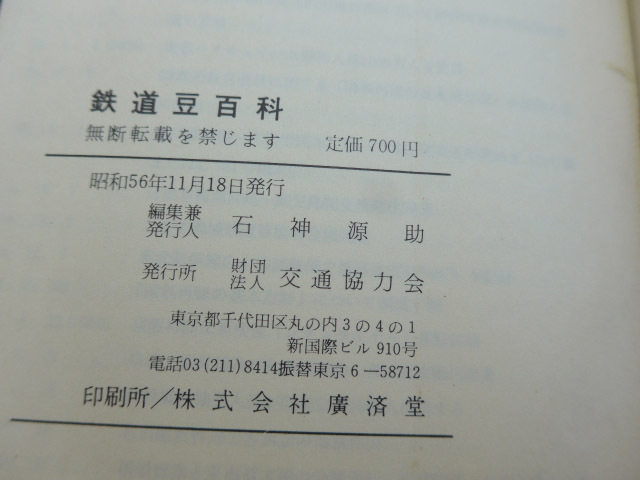 鉄道豆百科
無断転載を禁じます 定価700円
昭和56年11月18日発行
編集兼
発行人 石神源助
発行所 財団法人 交通協力会
東京都千代田区丸の内3の4の1
新国際ビル 910号
電話03(211)8414振替東京6—58712
印刷所/株式会社廣済堂